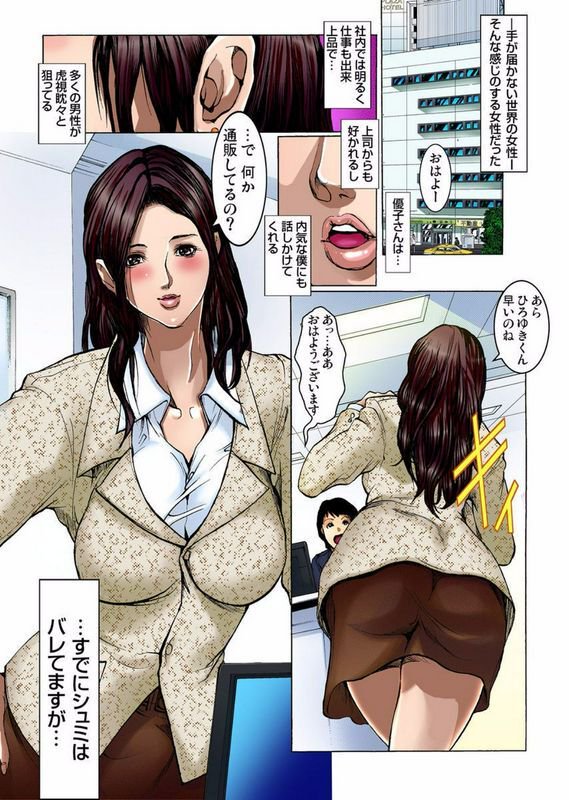 PLAZA
HOTEL
―手が届かない世界の女性―
そんな感じのする女性だった
おはよー
優子さんは…
社内では明るく
仕事も出来
上品で…
上司からも
好かれるし
多くの男性が
虎視眈々と
狙ってる
内気な僕にも
話しかけて
くれる
あら
ひろゆきくん
早いのね
あっ…ああ
おはようございます
ギィ
…で 何か
通販してるの?
…すでにシュミは
バレてますが…